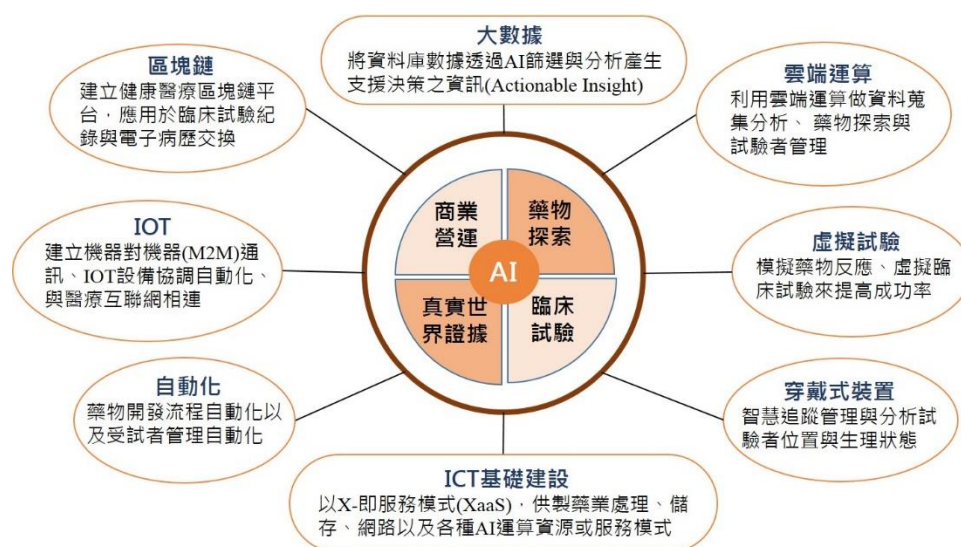 大數據
將資料庫數據透過AI篩選與分析產生
支援決策之資訊(Actionable Insight)
區塊鏈
建立健康醫療區塊鏈平
台，應用於臨床試驗紀
錄與電子病歷交換
雲端運算
利用雲端運算做資料蒐
集分析、藥物探索與
試驗者管理
IOT
建立機器對機器(M2M)通
訊、IOT設備協調自動化、
與醫療互聯網相連
商業
營運
藥物
探索
AI
真實世
界證據
臨床
試驗
虛擬試驗
模擬藥物反應、虛擬臨
床試驗來提高成功率
自動化
藥物開發流程自動化以
及受試者管理自動化
穿戴式裝置
智慧追蹤管理與分析試
驗者位置與生理狀態
ICT基礎建設
以X-即服務模式(XaaS)，供製藥業處理、儲
存、網路以及各種AI運算資源或服務模式